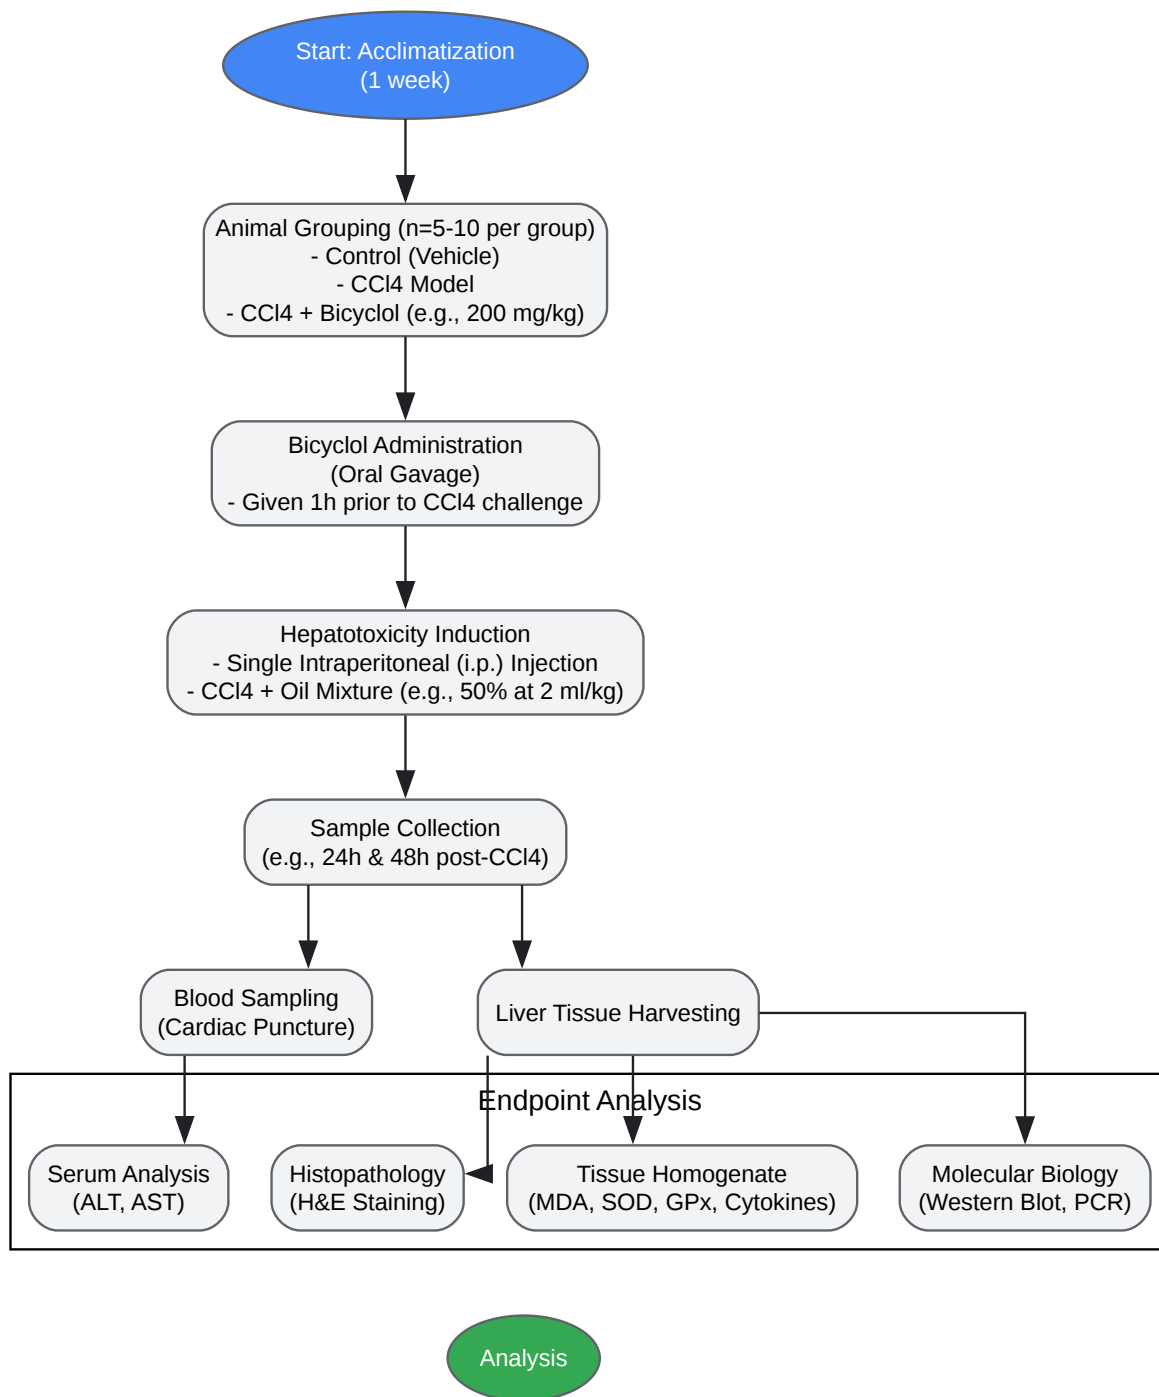 Start: Acclimatization
(1 week)
Animal Grouping (n=5-10 per group)
- Control (Vehicle)
- CCl4 Model
- CCl4 + Bicyclol (e.g., 200 mg/kg)
Bicyclol Administration
(Oral Gavage)
- Given 1h prior to CCl4 challenge
Hepatotoxicity Induction
- Single Intraperitoneal (i.p.) Injection
- CCl4 + Oil Mixture (e.g., 50% at 2 ml/kg)
Sample Collection
(e.g., 24h & 48h post-CCl4)
Blood Sampling
(Cardiac Puncture)
Liver Tissue Harvesting
Endpoint Analysis
Serum Analysis
(ALT, AST)
Histopathology
(H&E Staining)
Tissue Homogenate
(MDA, SOD, GPx, Cytokines)
Molecular Biology
(Western Blot, PCR)
Analysis